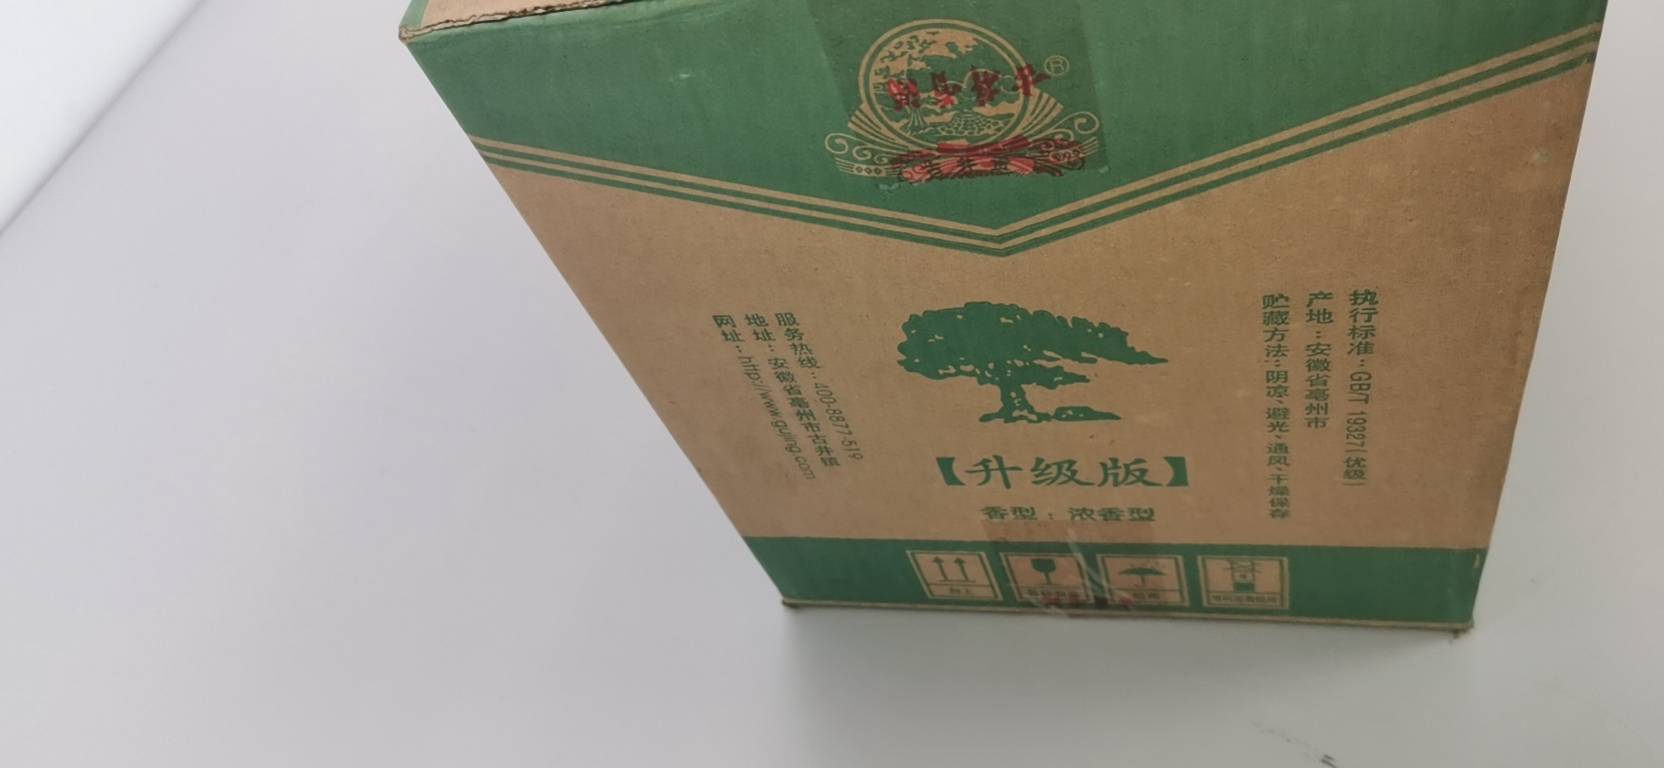 ®
执行标准：GB/T 19327(优级)
产地：安徽省亳州市
贮藏方法：阴凉、避光、通风、干燥保存
服务热线：400-8877-519
地址：安徽省亳州市古井镇
网址：http://www.gujing.com
【升级版】
香型：浓香型
向上